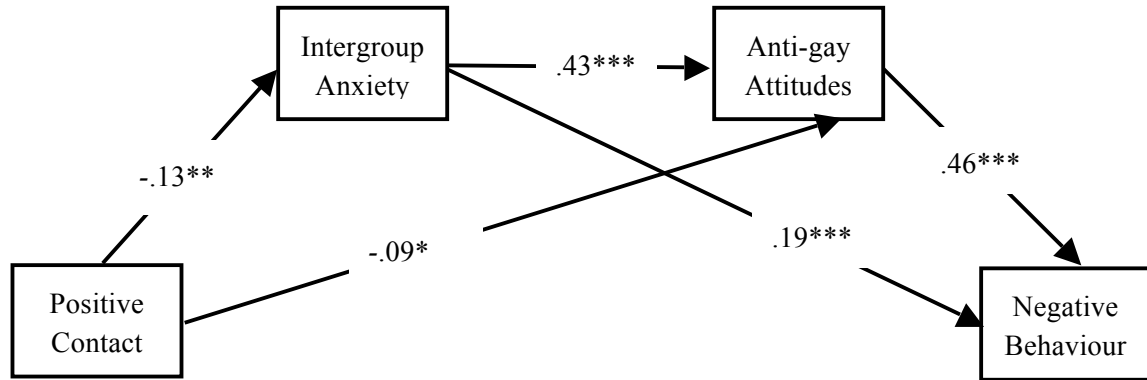 Intergroup
Anxiety
.43***
Anti-gay
Attitudes
-.13**
.46***
-.09*
.19***
Positive
Contact
Negative
Behaviour